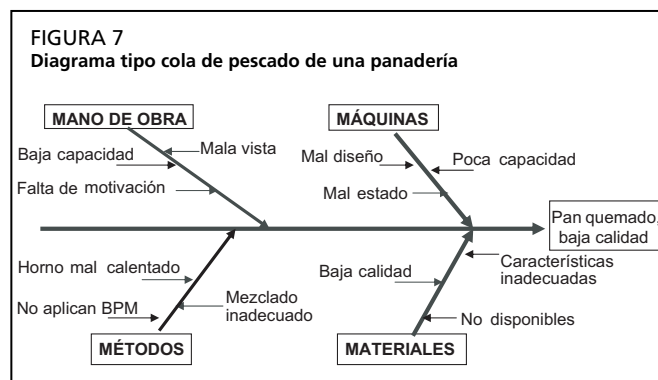 FIGURA 7
Diagrama tipo cola de pescado de una panadería
MANO DE OBRA
MÁQUINAS
Mala vista
Baja capacidad
Falta de motivación
Mal diseño
Poca capacidad
Mal estado
Pan quemado,
baja calidad
Horno mal calentado
No aplican BPM
Mezclado
inadecuado
Baja calidad
Características
inadecuadas
No disponibles
MÉTODOS
MATERIALES